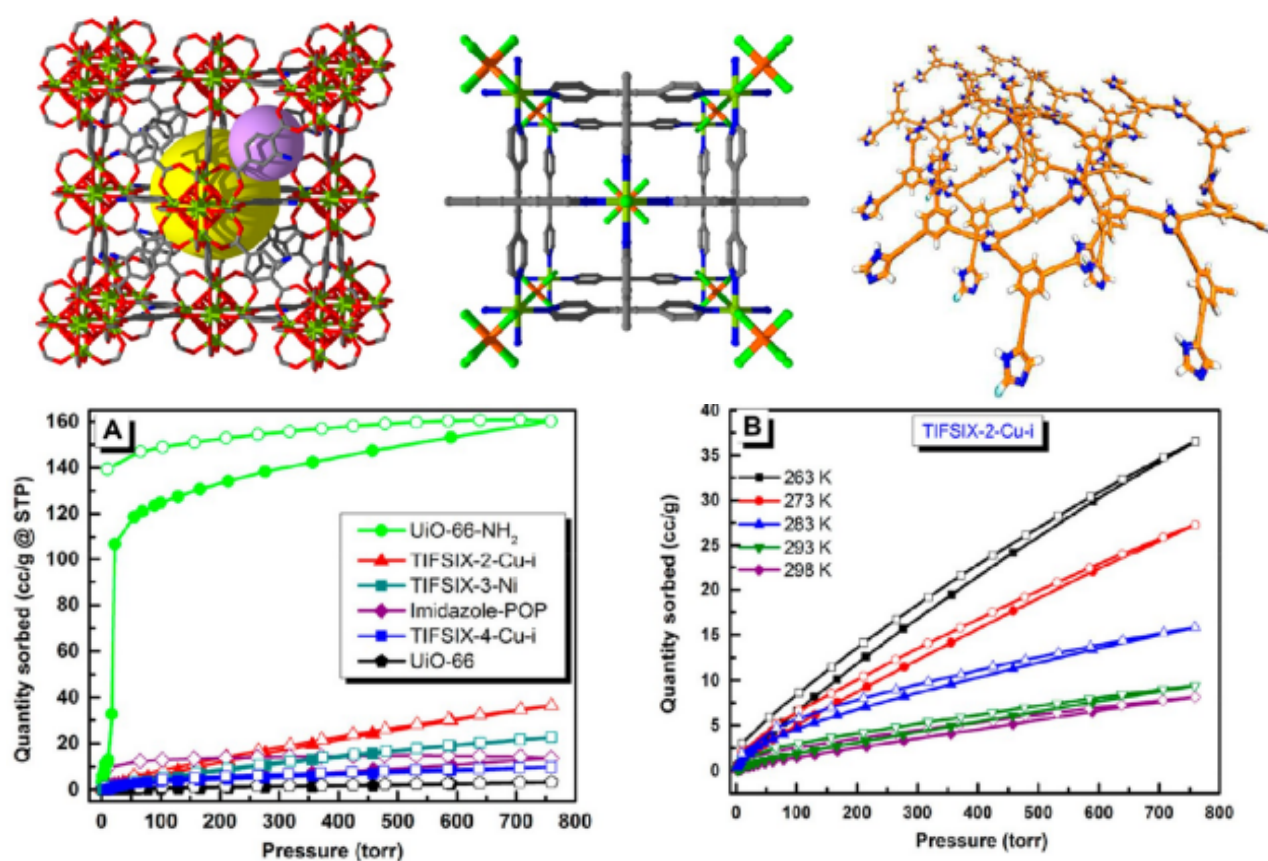 A
Quantity sorbed (cc/g @ STP)
160
140
120
100
80
60
40
20
0
UiO-66-NH₂
TIFSIX-2-Cu-i
TIFSIX-3-Ni
Imidazole-POP
TIFSIX-4-Cu-i
UiO-66
0 100 200 300 400 500 600 700 800
Pressure (torr)
B
TIFSIX-2-Cu-i
Quantity sorbed (cc/g)
40
35
30
25
20
15
10
5
0
263 K
273 K
283 K
293 K
298 K
0 100 200 300 400 500 600 700 800
Pressure (torr)